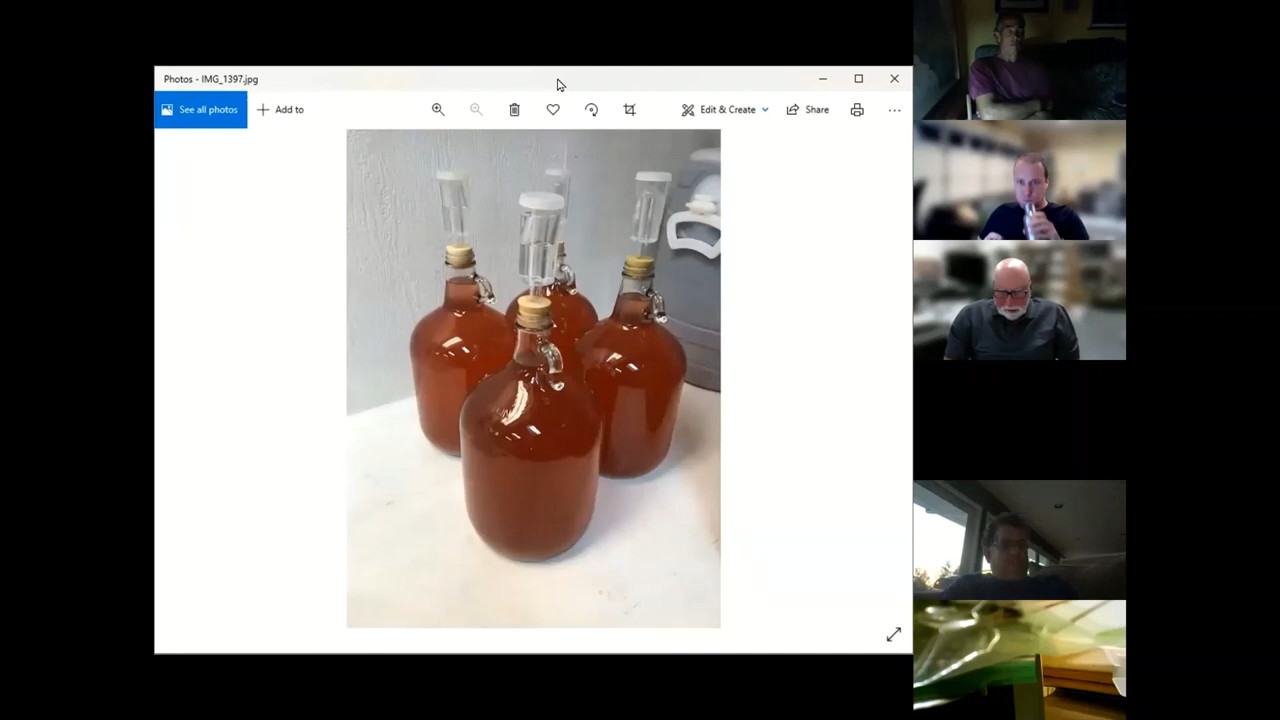 Photos - IMG_1397.jpg
See all photos
Add to
Edit & Create
Share